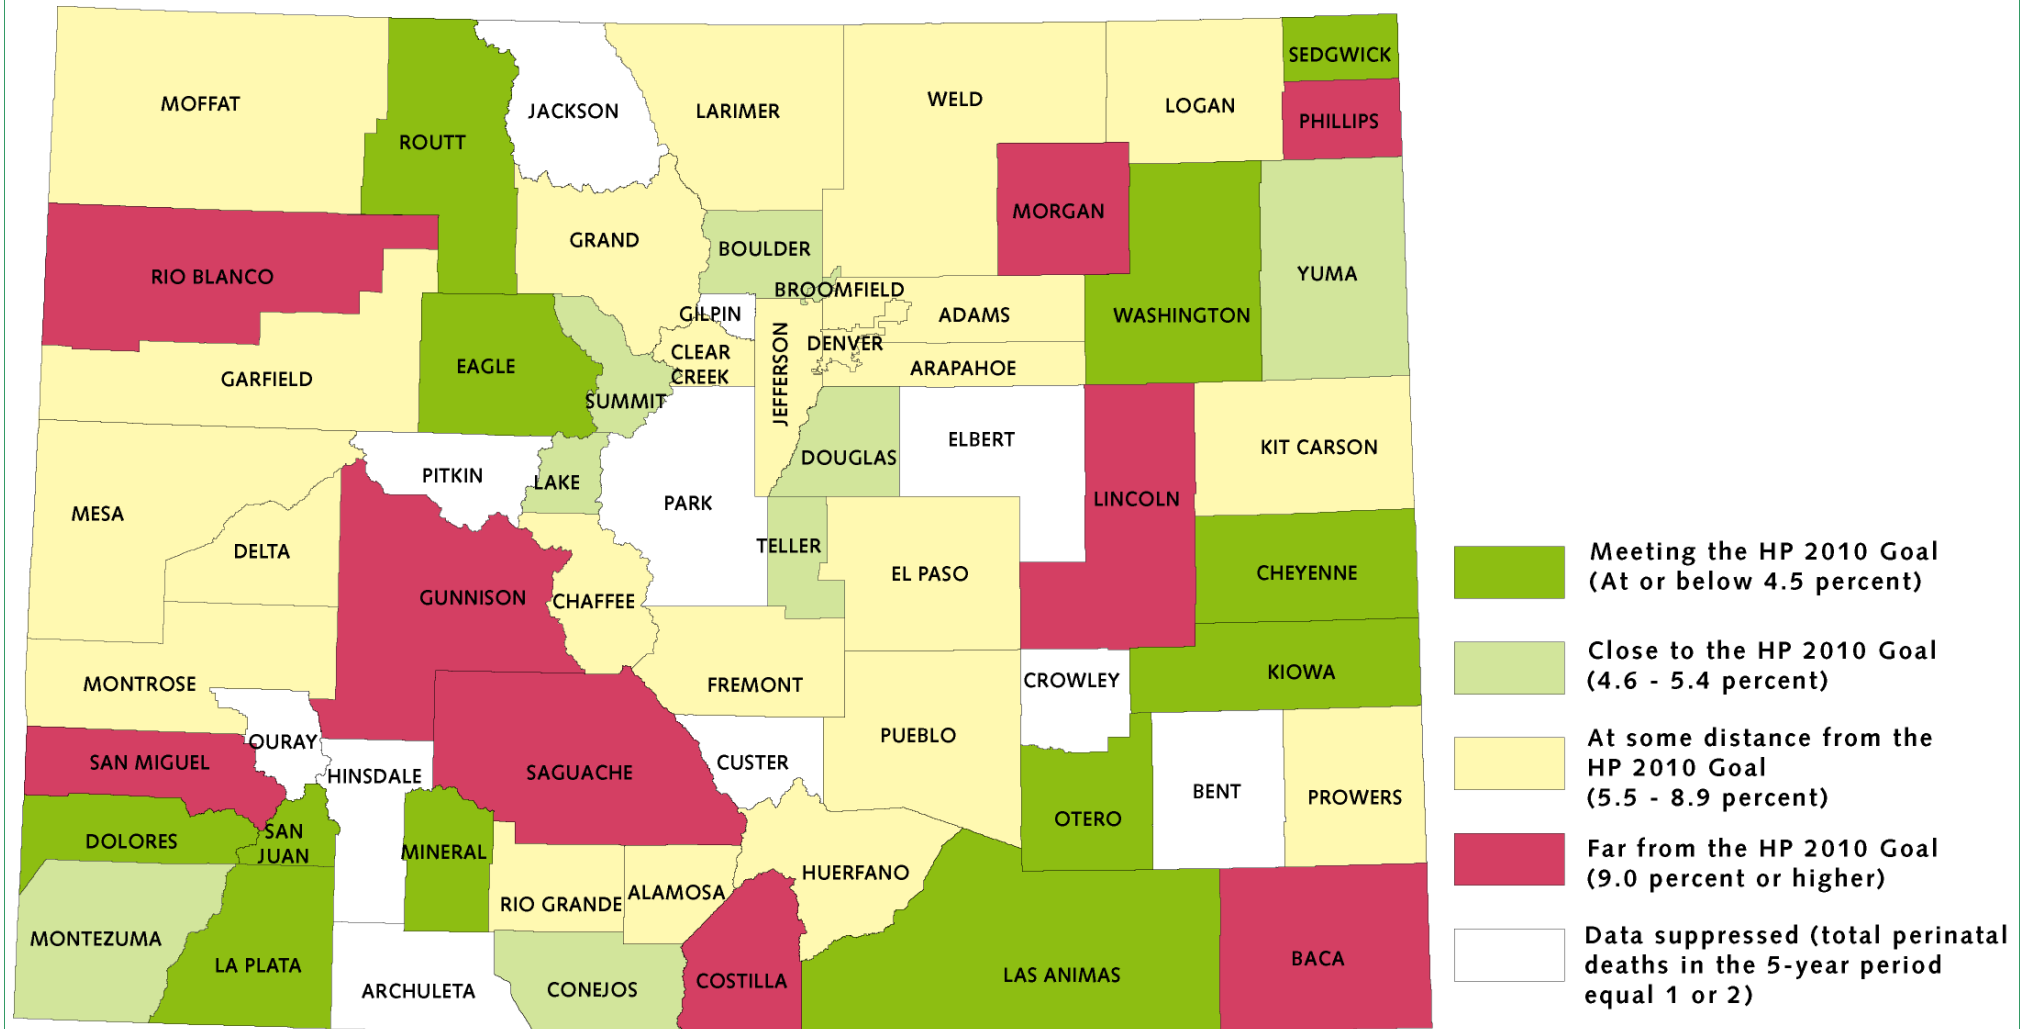 SEDGWICK
MOFFAT
JACKSON
LARIMER
WELD
LOGAN
PHILLIPS
ROUTT
MORGAN
GRAND
BOULDER
RIO BLANCO
YUMA
BROOMFIELD
GILPIN
ADAMS
WASHINGTON
JEFFERSON
DENVER
CLEAR
CREEK
EAGLE
ARAPAHOE
GARFIELD
SUMMIT
ELBERT
KIT CARSON
DOUGLAS
PITKIN
LAKE
PARK
LINCOLN
MESA
TELLER
DELTA
EL PASO
CHEYENNE
GUNNISON
CHAFFEE
KIOWA
CROWLEY
MONTROSE
FREMONT
PUEBLO
OURAY
SAN MIGUEL
CUSTER
SAGUACHE
HINSDALE
BENT
PROWERS
OTERO
SAN
JUAN
DOLORES
MINERAL
HUERFANO
ALAMOSA
RIO GRANDE
MONTEZUMA
LA PLATA
BACA
LAS ANIMAS
COSTILLA
CONEJOS
ARCHULETA
Meeting the HP 2010 Goal
(At or below 4.5 percent)
Close to the HP 2010 Goal
(4.6 - 5.4 percent)
At some distance from the
HP 2010 Goal
(5.5 - 8.9 percent)
Far from the HP 2010 Goal
(9.0 percent or higher)
Data suppressed (total perinatal
deaths in the 5-year period
equal 1 or 2)